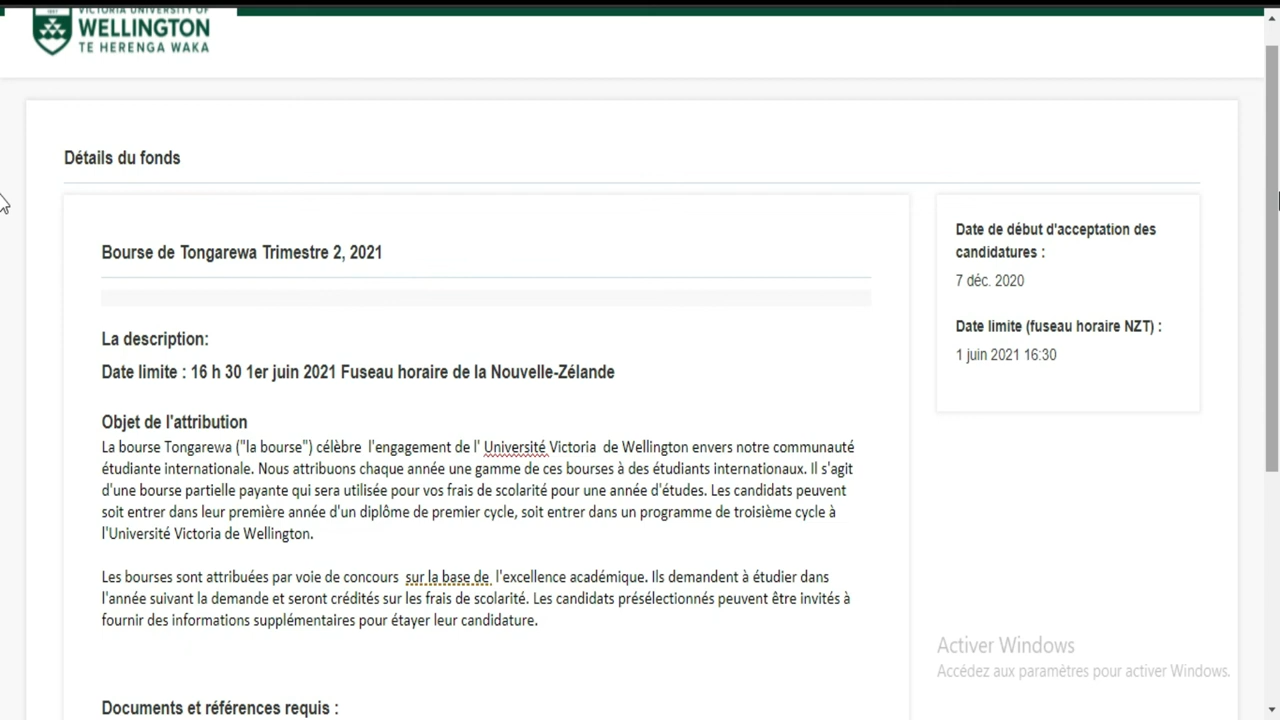 VICTORIA UNIVERSITY OF
WELLINGTON
TE HERENGA WAKA
Détails du fonds
Bourse de Tongarewa Trimestre 2, 2021
La description:
Date limite : 16 h 30 1er juin 2021 Fuseau horaire de la Nouvelle-Zélande
Objet de l'attribution
La bourse Tongarewa ("la bourse") célèbre l'engagement de l' Université Victoria de Wellington envers notre communauté
étudiante internationale. Nous attribuons chaque année une gamme de ces bourses à des étudiants internationaux. Il s'agit
d'une bourse partielle payante qui sera utilisée pour vos frais de scolarité pour une année d'études. Les candidats peuvent
soit entrer dans leur première année d'un diplôme de premier cycle, soit entrer dans un programme de troisième cycle à
l'Université Victoria de Wellington.
Les bourses sont attribuées par voie de concours sur la base de l'excellence académique. Ils demandent à étudier dans
l'année suivant la demande et seront crédités sur les frais de scolarité. Les candidats présélectionnés peuvent être invités à
fournir des informations supplémentaires pour étayer leur candidature.
Documents et références requis :
Date de début d'acceptation des
candidatures :
7 déc. 2020
Date limite (fuseau horaire NZT) :
1 juin 2021 16:30
Activer Windows
Accédez aux paramètres pour activer Windows.